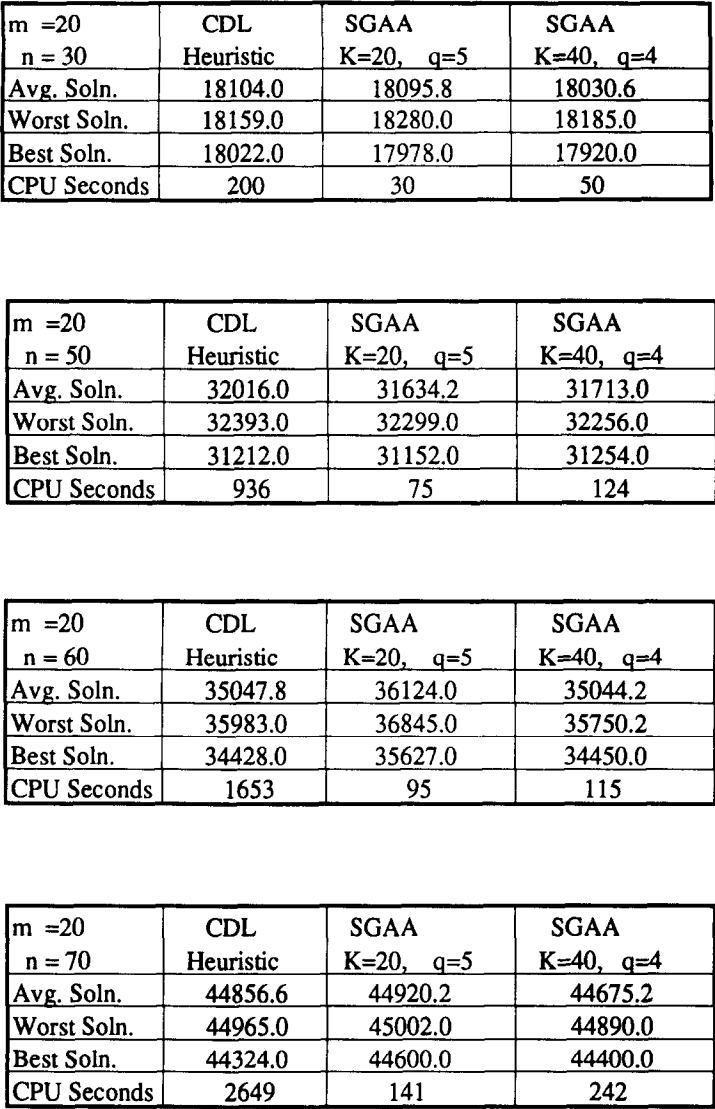 m =20 CDL SGAA SGAA
n = 30 Heuristic K=20, q=5 K=40, q=4
Avg. Soln. 18104.0 18095.8 18030.6
Worst Soln. 18159.0 18280.0 18185.0
Best Soln. 18022.0 17978.0 17920.0
CPU Seconds 200 30 50
m =20 CDL SGAA SGAA
n = 50 Heuristic K=20, q=5 K=40, q=4
Avg. Soln. 32016.0 31634.2 31713.0
Worst Soln. 32393.0 32299.0 32256.0
Best Soln. 31212.0 31152.0 31254.0
CPU Seconds 936 75 124
m =20 CDL SGAA SGAA
n = 60 Heuristic K=20, q=5 K=40, q=4
Avg. Soln. 35047.8 36124.0 35044.2
Worst Soln. 35983.0 36845.0 35750.2
Best Soln. 34428.0 35627.0 34450.0
CPU Seconds 1653 95 115
m =20 CDL SGAA SGAA
n = 70 Heuristic K=20, q=5 K=40, q=4
Avg. Soln. 44856.6 44920.2 44675.2
Worst Soln. 44965.0 45002.0 44890.0
Best Soln. 44324.0 44600.0 44400.0
CPU Seconds 2649 141 242